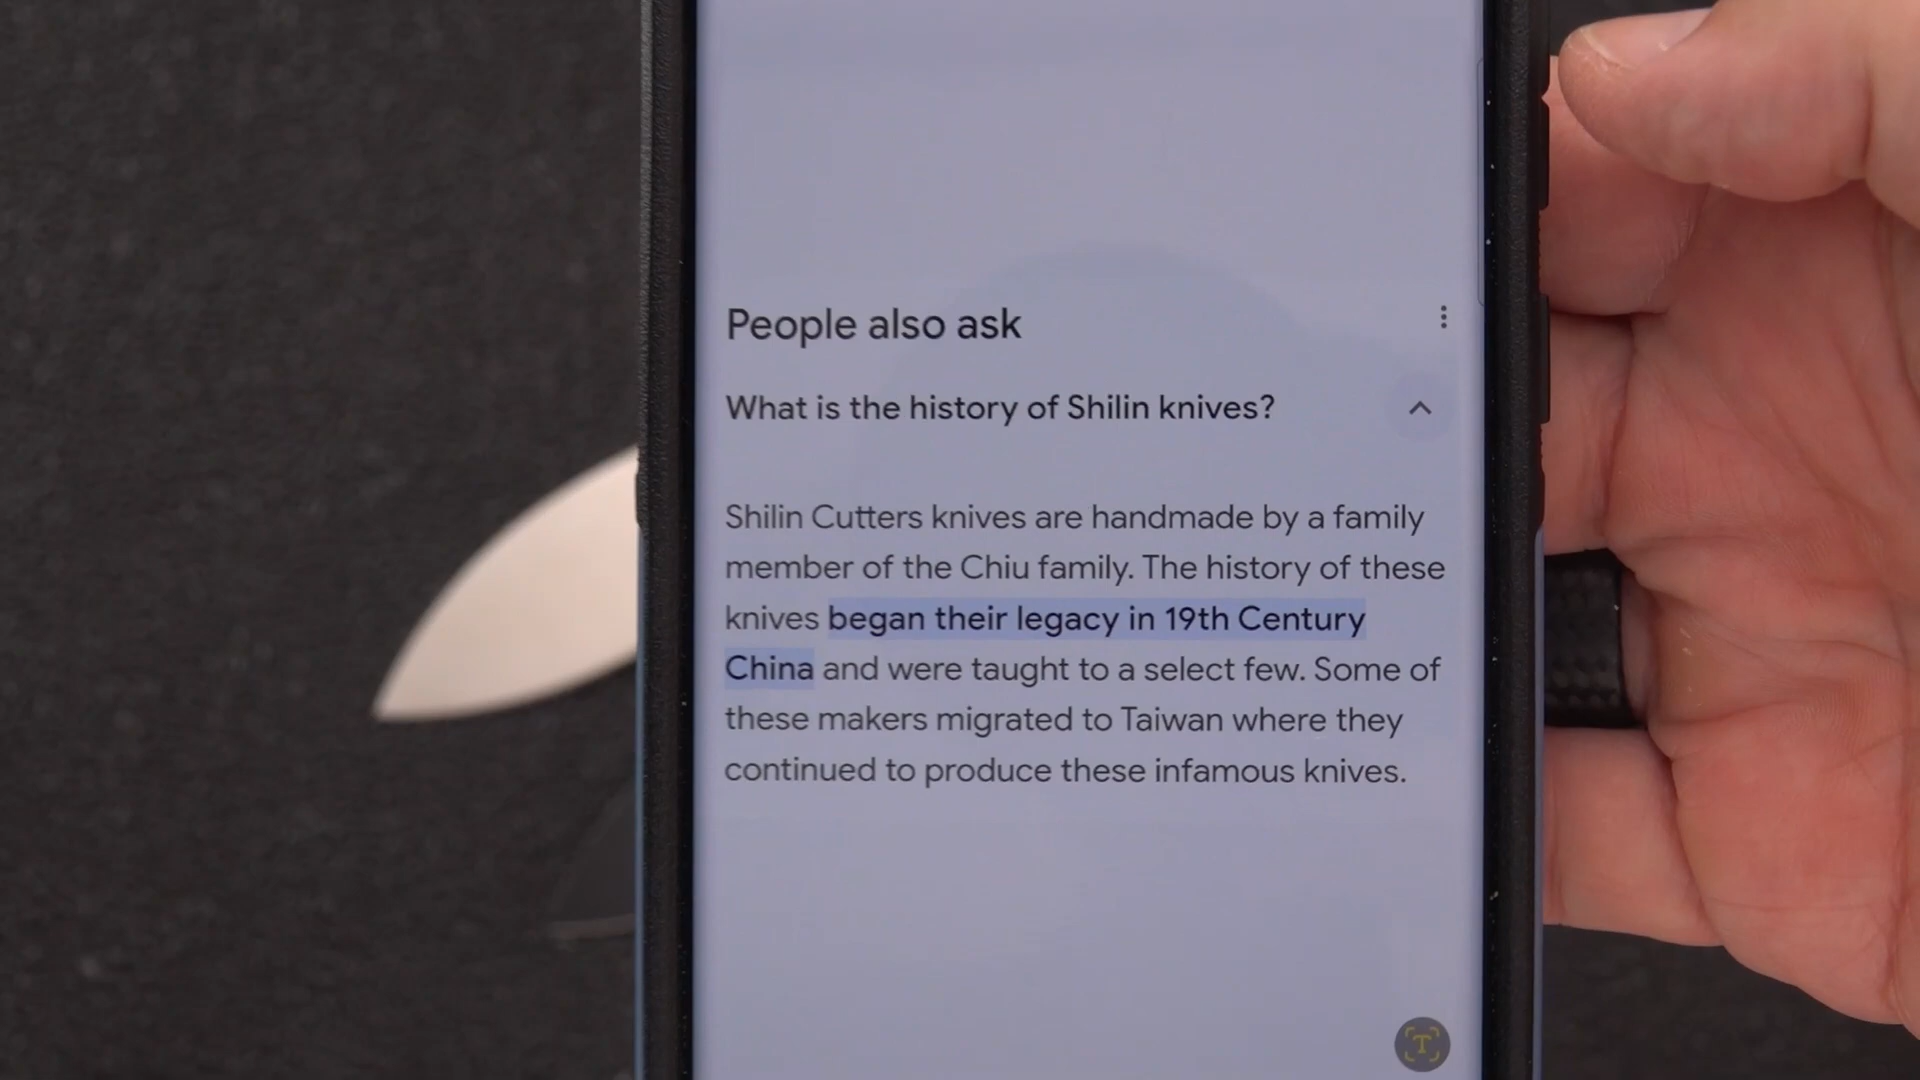 People also ask
What is the history of Shilin knives?
Shilin Cutters knives are handmade by a family
member of the Chiu family. The history of these
knives began their legacy in 19th Century
China and were taught to a select few. Some of
these makers migrated to Taiwan where they
continued to produce these infamous knives.
T